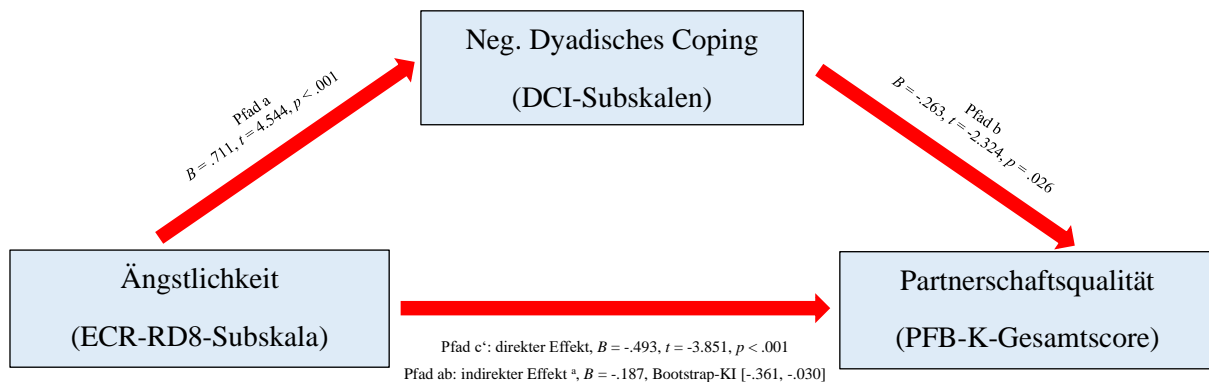 Neg. Dyadisches Coping
(DCI-Subskalen)
Pfad a
B = .711, t = 4.544, p < .001
Pfad b
B = -.263, t = -2.324, p = .026
Ängstlichkeit
(ECR-RD8-Subskala)
Partnerschaftsqualität
(PFB-K-Gesamtscore)
Pfad c‘: direkter Effekt, B = -.493, t = -3.851, p < .001
Pfad ab: indirekter Effekt ᵃ, B = -.187, Bootstrap-KI [-.361, -.030]